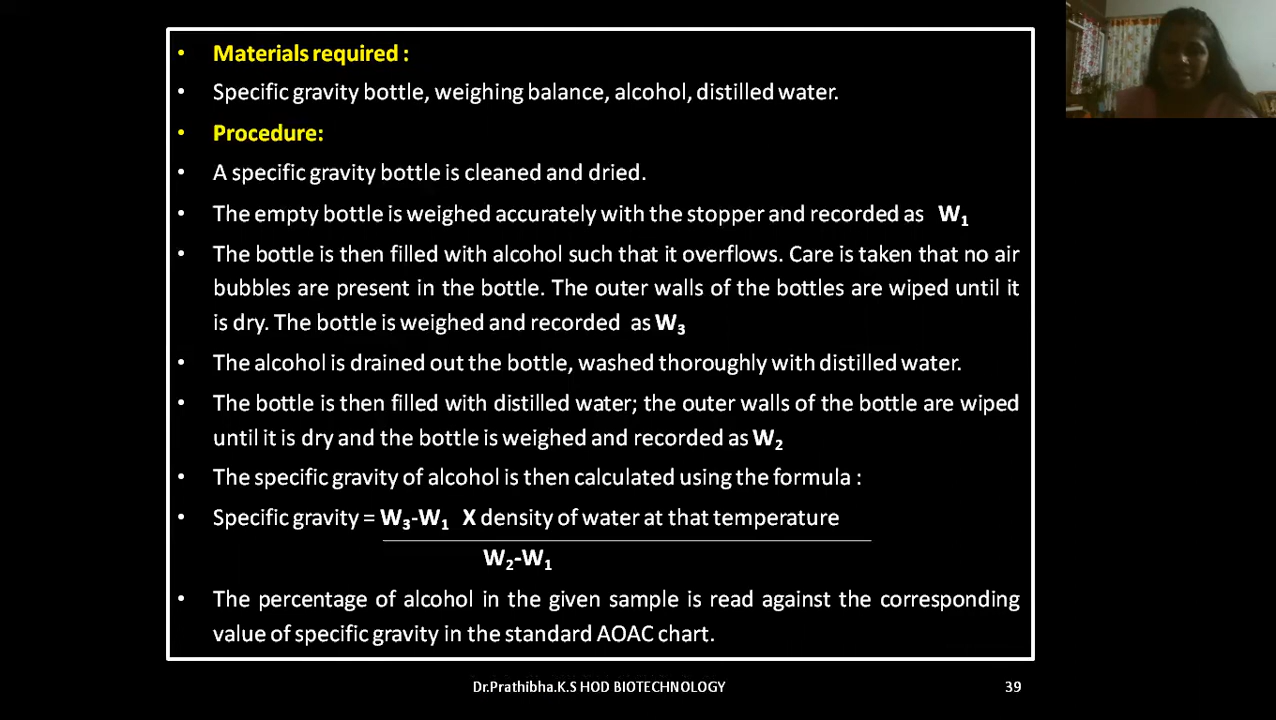 • Materials required :
• Specific gravity bottle, weighing balance, alcohol, distilled water.
• Procedure:
• A specific gravity bottle is cleaned and dried.
• The empty bottle is weighed accurately with the stopper and recorded as W₁
• The bottle is then filled with alcohol such that it overflows. Care is taken that no air
bubbles are present in the bottle. The outer walls of the bottles are wiped until it
is dry. The bottle is weighed and recorded as W₃
• The alcohol is drained out the bottle, washed thoroughly with distilled water.
• The bottle is then filled with distilled water; the outer walls of the bottle are wiped
until it is dry and the bottle is weighed and recorded as W₂
• The specific gravity of alcohol is then calculated using the formula :
• Specific gravity = W₃-W₁ X density of water at that temperature
W₂-W₁
• The percentage of alcohol in the given sample is read against the corresponding
value of specific gravity in the standard AOAC chart.
Dr.Prathibha.K.S HOD BIOTECHNOLOGY
39